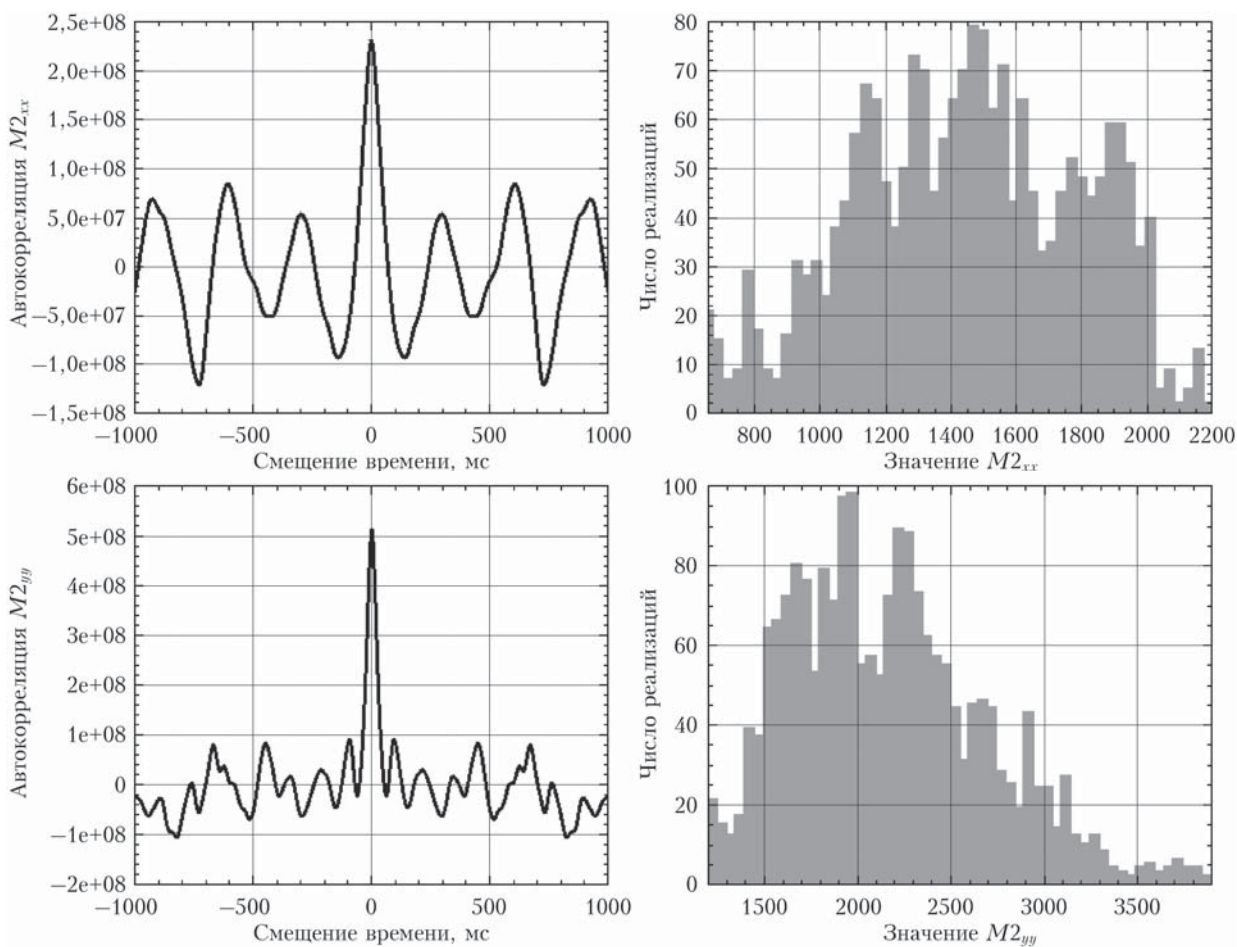 Автокорреляция M2xx
2,5e+08
2,0e+08
1,5e+08
1,0e+08
5,0e+07
0
−5,0e+07
−1,0e+08
−1,5e+08
−1000 −500 0 500 1000
Смещение времени, мс
Число реализаций
80
70
60
50
40
30
20
10
0
800 1000 1200 1400 1600 1800 2000 2200
Значение M2xx
Автокорреляция M2yy
6e+08
5e+08
4e+08
3e+08
2e+08
1e+08
0
−1e+08
−2e+08
−1000 −500 0 500 1000
Смещение времени, мс
Число реализаций
100
80
60
40
20
0
1500 2000 2500 3000 3500
Значение M2yy